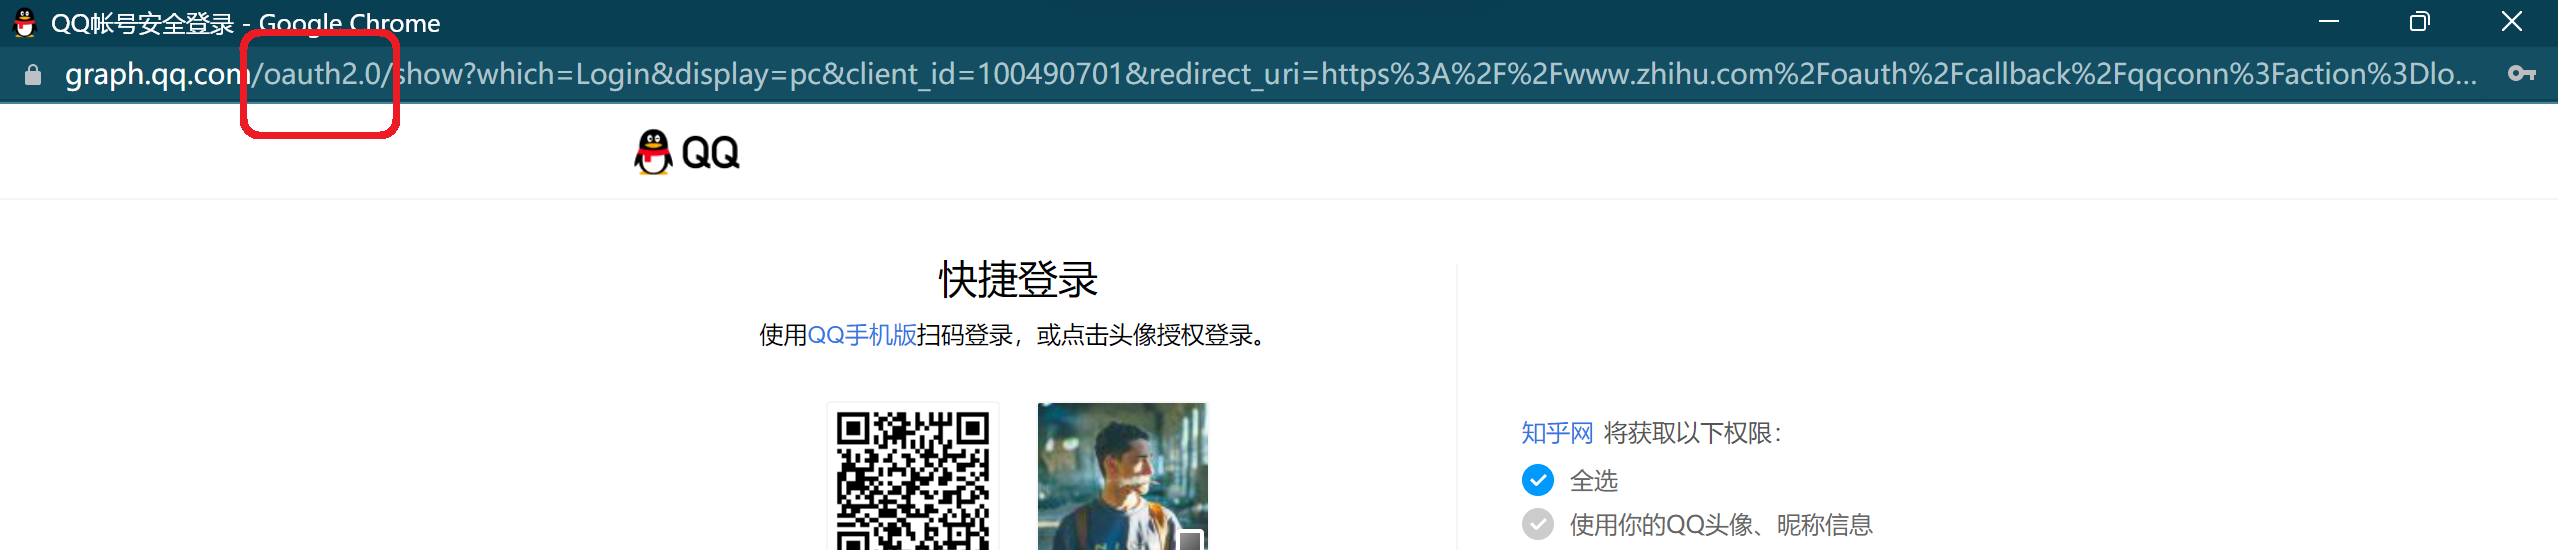 QQ帐号安全登录 - Google Chrome
graph.qq.com/oauth2.0/show?which=Login&display=pc&client_id=100490701&redirect_uri=https%3A%2F%2Fwww.zhihu.com%2Foauth%2Fcallback%2Fqqconn%3Faction%3Dlo...
QQ
快捷登录
使用QQ手机版扫码登录，或点击头像授权登录。
知乎网 将获取以下权限：
全选
使用你的QQ头像、昵称信息